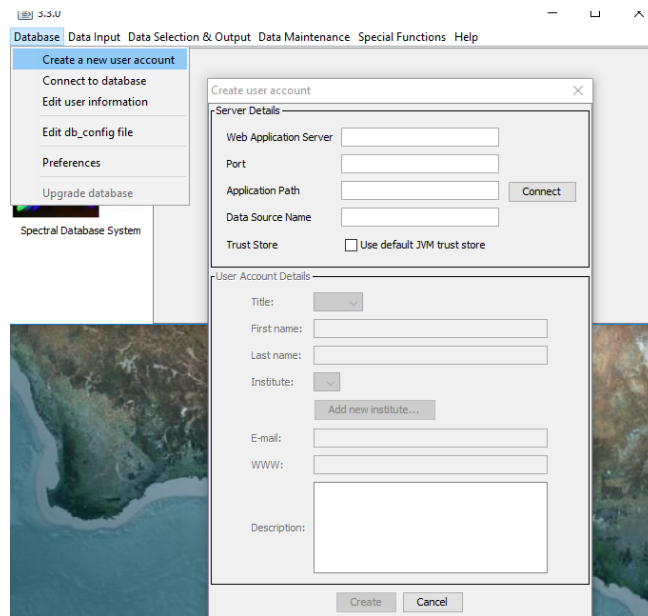 3.3.0
Database Data Input Data Selection & Output Data Maintenance Special Functions Help
Create a new user account
Connect to database
Edit user information
Edit db_config file
Preferences
Upgrade database
Spectral Database System
Create user account
Server Details
Web Application Server
Port
Application Path
Connect
Data Source Name
Trust Store
Use default JVM trust store
User Account Details
Title:
First name:
Last name:
Institute:
Add new institute...
E-mail:
WWW:
Description:
Create
Cancel